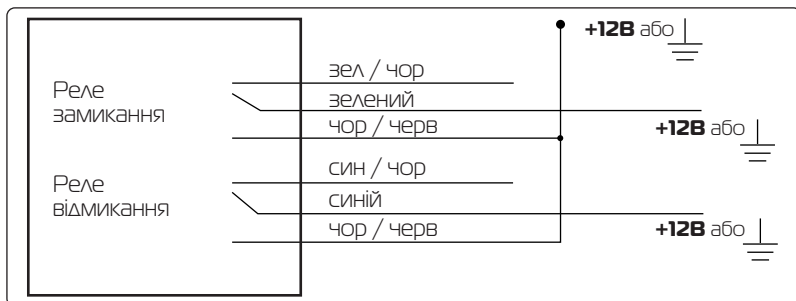 +12В або
зел / чор
Реле
замикання
зелений
чор / черв
+12В або
син / чор
Реле
відмикання
синій
чор / черв
+12В або